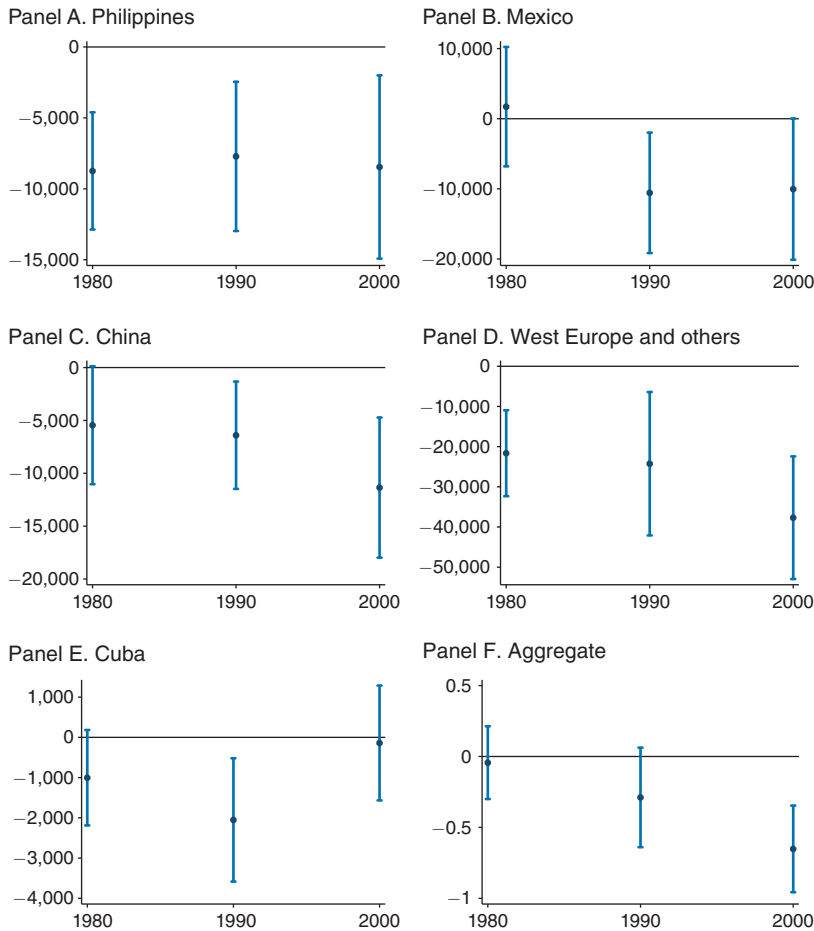 Panel A. Philippines
0
−5,000
−10,000
−15,000
1980 1990 2000
Panel B. Mexico
10,000
0
−10,000
−20,000
1980 1990 2000
Panel C. China
0
−5,000
−10,000
−15,000
−20,000
1980 1990 2000
Panel D. West Europe and others
0
−10,000
−20,000
−30,000
−40,000
−50,000
1980 1990 2000
Panel E. Cuba
1,000
0
−1,000
−2,000
−3,000
−4,000
1980 1990 2000
Panel F. Aggregate
0.5
0
−0.5
−1
1980 1990 2000